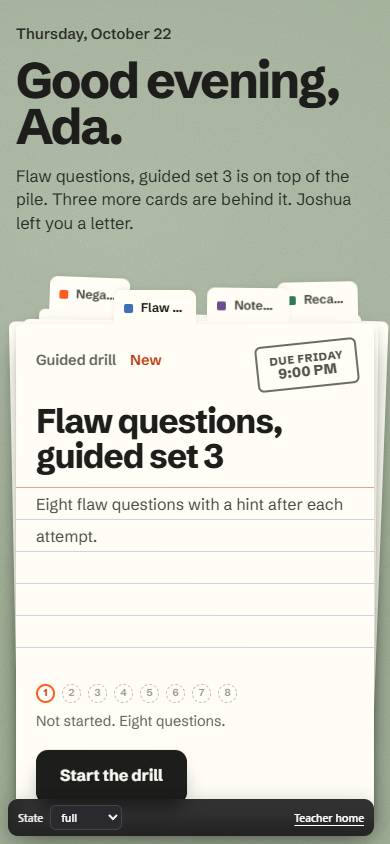 Thursday, October 22
Good evening,
Ada.
Flaw questions, guided set 3 is on top of the
pile. Three more cards are behind it. Joshua
left you a letter.
Nega...
Flaw ...
Note...
Reca...
Guided drill New
DUE FRIDAY
9:00 PM
Flaw questions,
guided set 3
Eight flaw questions with a hint after each
attempt.
1 2 3 4 5 6 7 8
Not started. Eight questions.
Start the drill
State full Teacher home